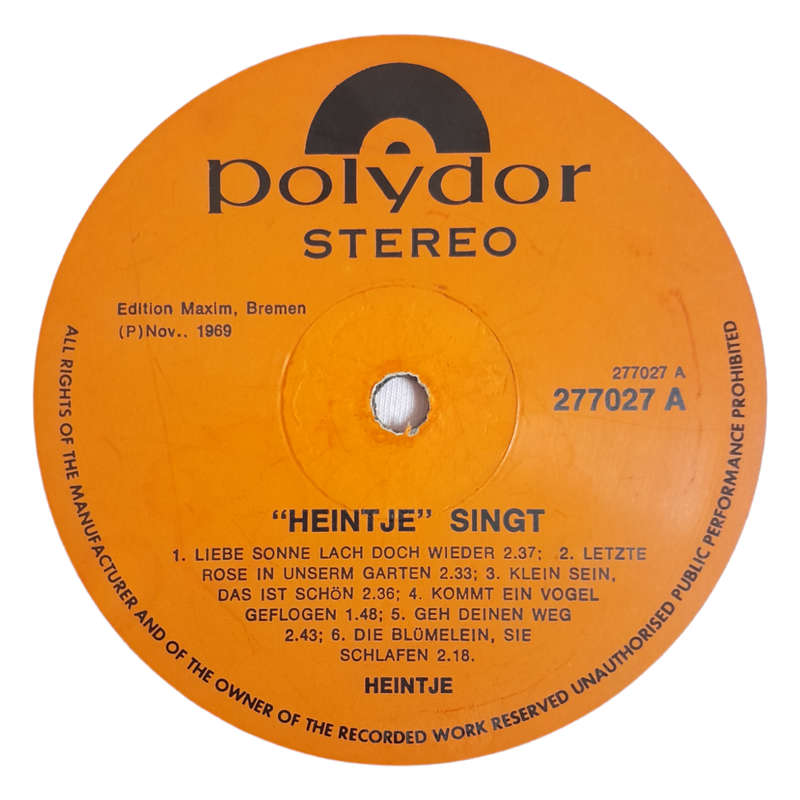 polydor
STEREO
Edition Maxim, Bremen
(P)Nov.. 1969
277027 A
277027 A
"HEINTJE" SINGT
1. LIEBE SONNE LACH DOCH WIEDER 2.37; 2. LETZTE
ROSE IN UNSERM GARTEN 2.33; 3. KLEIN SEIN,
DAS IST SCHÖN 2.36; 4. KOMMT EIN VOGEL
GEFLOGEN 1.48; 5. GEH DEINEN WEG
2.43; 6. DIE BLÜMELEIN, SIE
SCHLAFEN 2.18.
HEINTJE
ALL RIGHTS OF THE MANUFACTURER AND OF THE OWNER OF THE RECORDED WORK RESERVED UNAUTHORISED PUBLIC PERFORMANCE PROHIBITED